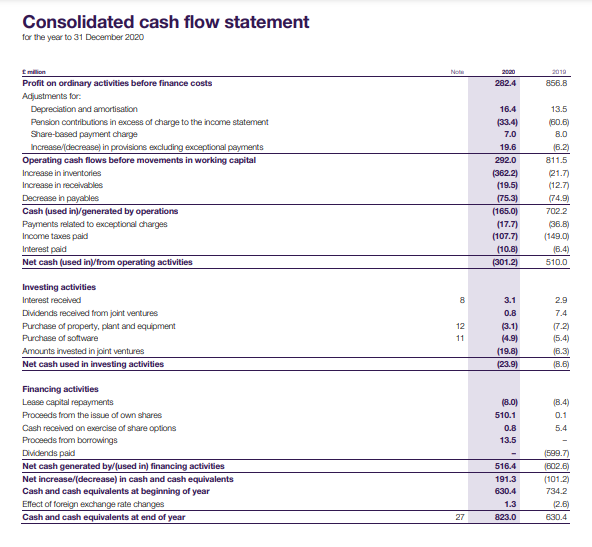 Consolidated cash flow statement
for the year to 31 December 2020
£ million Note 2020 2019
Profit on ordinary activities before finance costs 282.4 856.8
Adjustments for:
Depreciation and amortisation 16.4 13.5
Pension contributions in excess of charge to the income statement (33.4) (60.6)
Share-based payment charge 7.0 8.0
Increase/(decrease) in provisions excluding exceptional payments 19.6 (6.2)
Operating cash flows before movements in working capital 292.0 811.5
Increase in inventories (362.2) (21.7)
Increase in receivables (19.5) (12.7)
Decrease in payables (75.3) (74.9)
Cash (used in)/generated by operations (165.0) 702.2
Payments related to exceptional charges (17.7) (36.8)
Income taxes paid (107.7) (149.0)
Interest paid (10.8) (6.4)
Net cash (used in)/from operating activities (301.2) 510.0
Investing activities
Interest received 8 3.1 2.9
Dividends received from joint ventures 0.8 7.4
Purchase of property, plant and equipment 12 (3.1) (7.2)
Purchase of software 11 (4.9) (5.4)
Amounts invested in joint ventures (19.8) (6.3)
Net cash used in investing activities (23.9) (8.6)
Financing activities
Lease capital repayments (8.0) (8.4)
Proceeds from the issue of own shares 510.1 0.1
Cash received on exercise of share options 0.8 5.4
Proceeds from borrowings 13.5 –
Dividends paid – (599.7)
Net cash generated by/(used in) financing activities 516.4 (602.6)
Net increase/(decrease) in cash and cash equivalents 191.3 (101.2)
Cash and cash equivalents at beginning of year 630.4 734.2
Effect of foreign exchange rate changes 1.3 (2.6)
Cash and cash equivalents at end of year 27 823.0 630.4